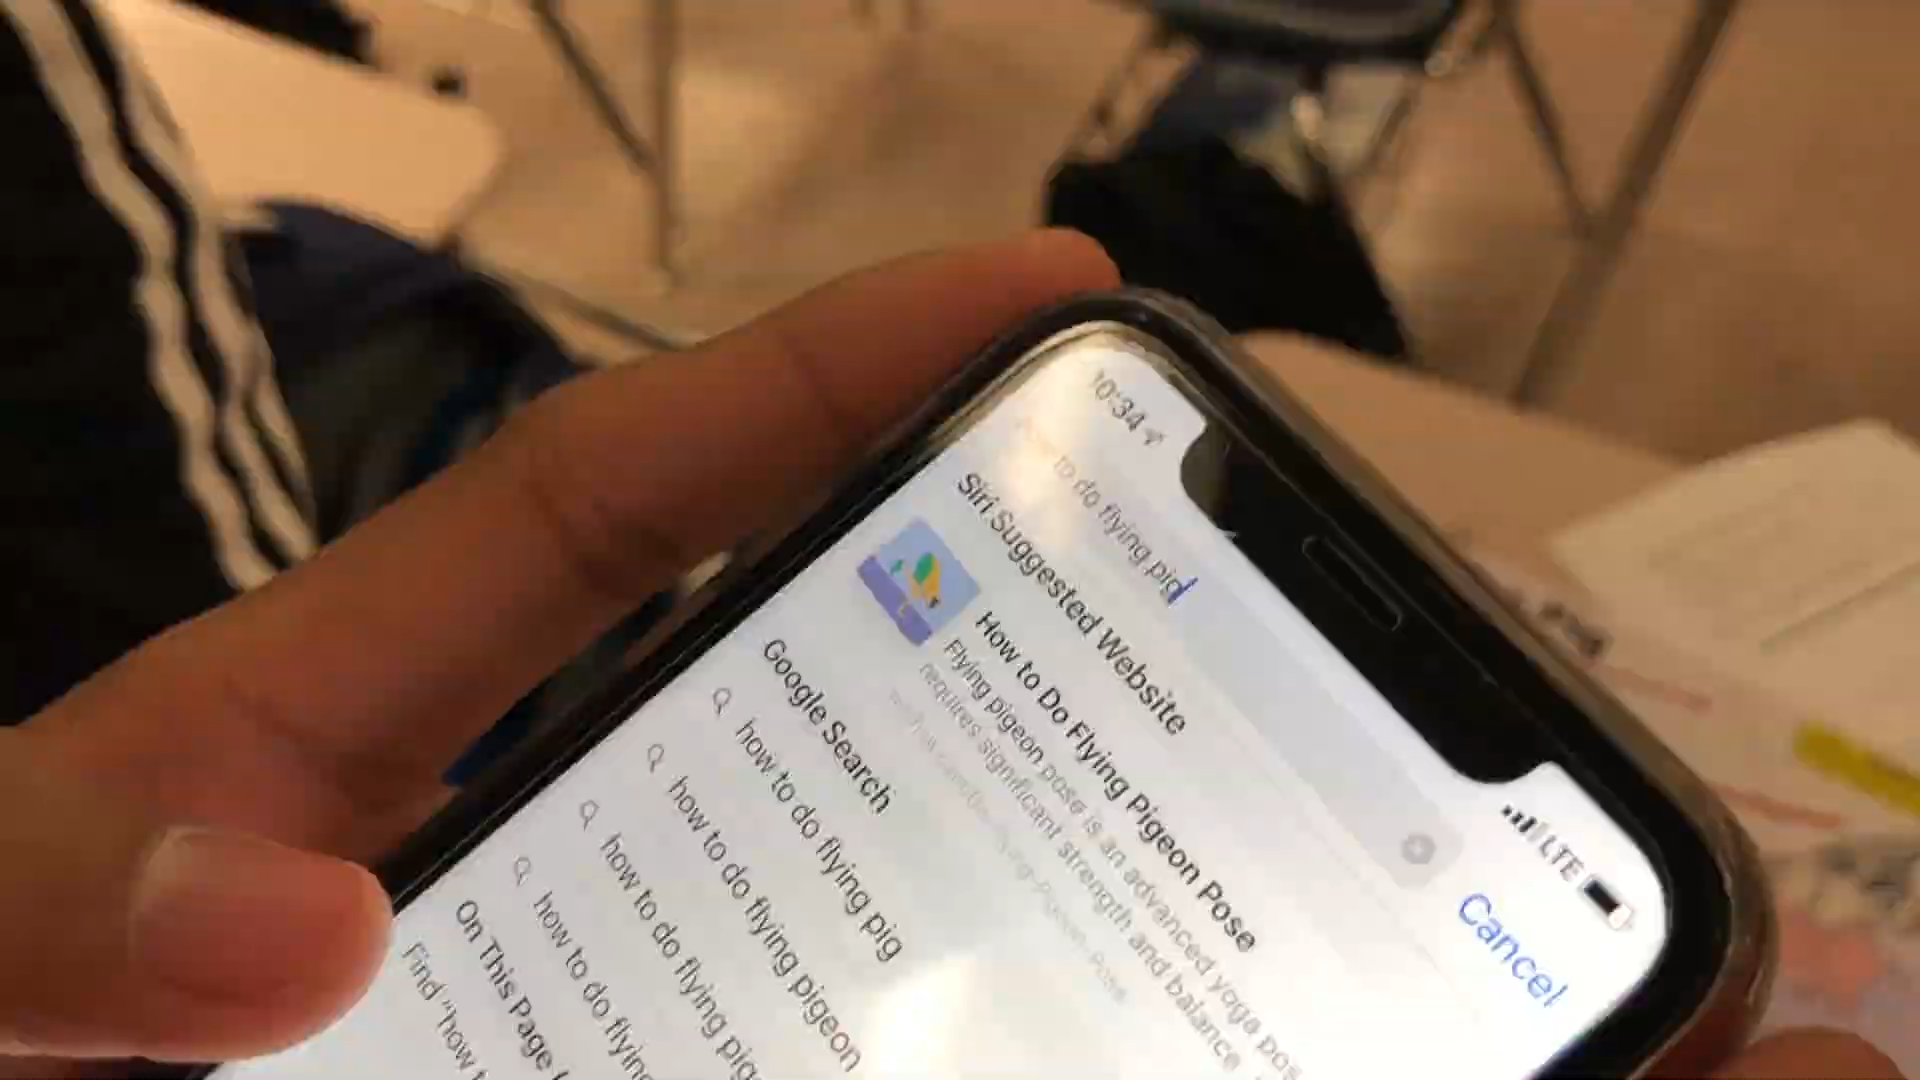 10:34
LTE
to do flying pig
Cancel
Siri Suggested Website
How to Do Flying Pigeon Pose
Flying pigeon pose is an advanced yoga pos
requires significant strength and balance.
Google Search
how to do flying pig
how to do flying pigeon
how to do flying pige
how to do flying
On This Page
Find "how t